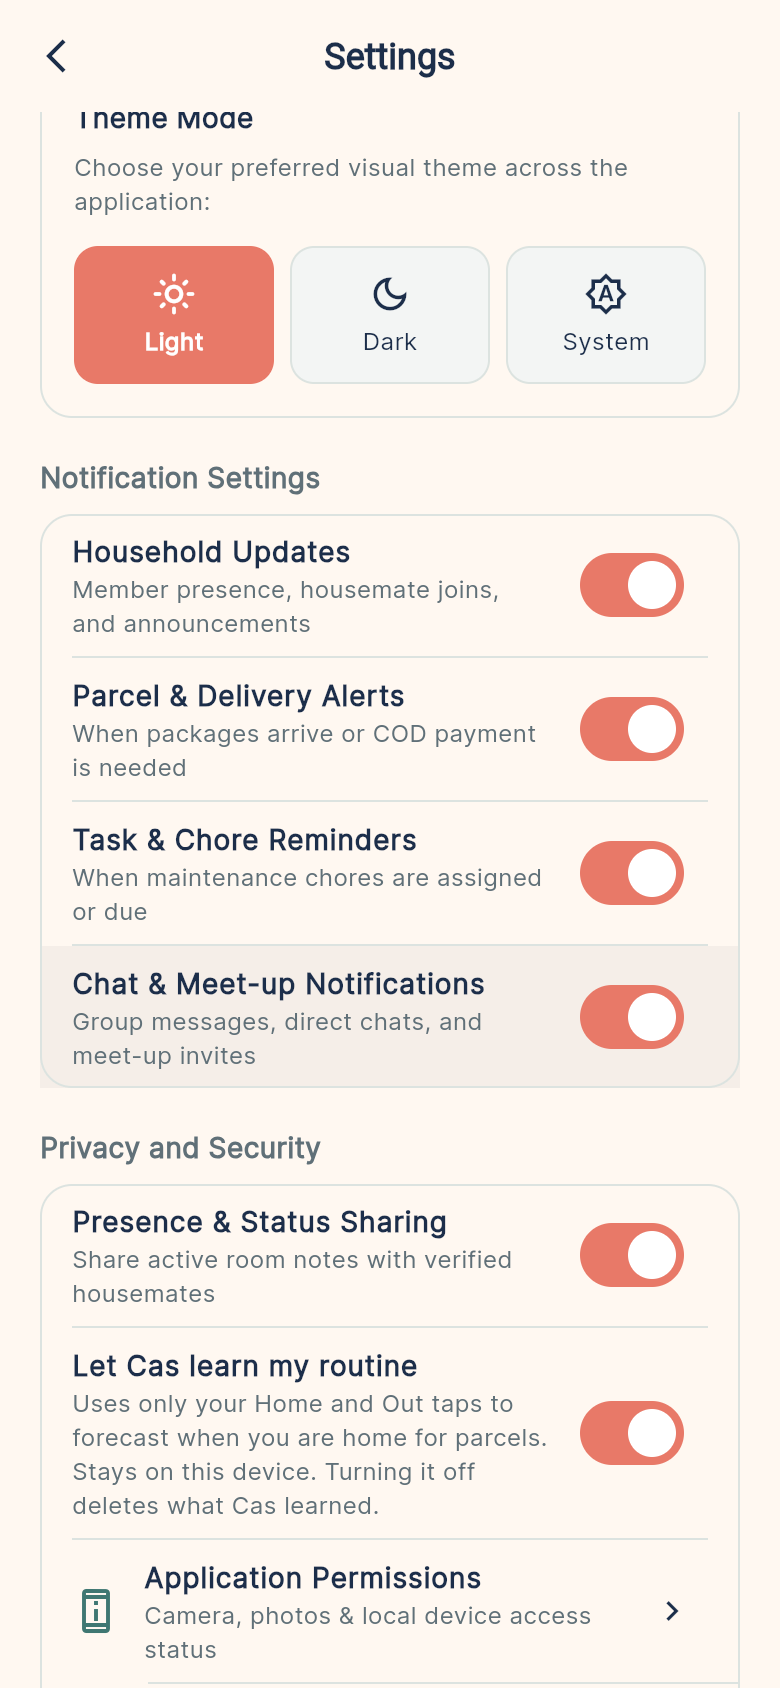 Settings
Theme Mode
Choose your preferred visual theme across the
application:
Light
Dark
A
System
Notification Settings
Household Updates
Member presence, housemate joins,
and announcements
Parcel & Delivery Alerts
When packages arrive or COD payment
is needed
Task & Chore Reminders
When maintenance chores are assigned
or due
Chat & Meet-up Notifications
Group messages, direct chats, and
meet-up invites
Privacy and Security
Presence & Status Sharing
Share active room notes with verified
housemates
Let Cas learn my routine
Uses only your Home and Out taps to
forecast when you are home for parcels.
Stays on this device. Turning it off
deletes what Cas learned.
Application Permissions
Camera, photos & local device access
status